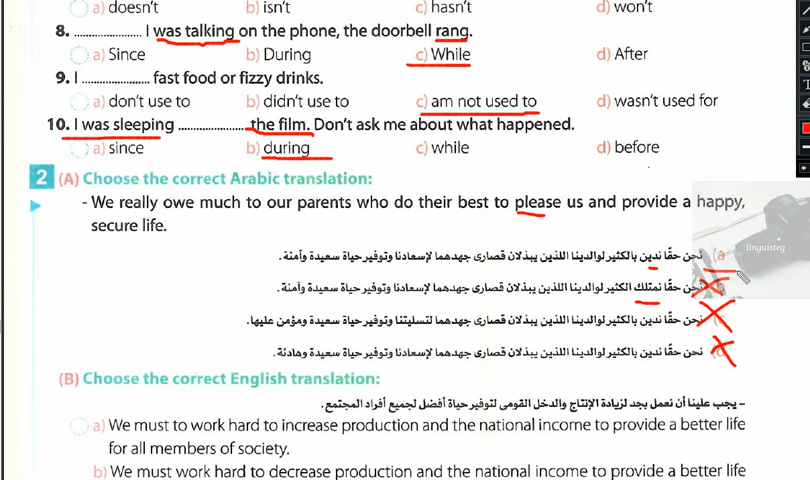 a) doesn't b) isn't c) hasn't d) won't
8. ...................... I was talking on the phone, the doorbell rang.
a) Since b) During c) While d) After
9. I ...................... fast food or fizzy drinks.
a) don't use to b) didn't use to c) am not used to d) wasn't used for
10. I was sleeping ...................... the film. Don't ask me about what happened.
a) since b) during c) while d) before
2 (A) Choose the correct Arabic translation:
- We really owe much to our parents who do their best to please us and provide a happy,
secure life.
linguisteg
a) نحن حقًا ندين بالكثير لوالدينا اللذين يبذلان قصارى جهدهما لإسعادنا وتوفير حياة سعيدة وآمنة.
نحن حقًا نمتلك الكثير لوالدينا اللذين يبذلان قصارى جهدهما لإسعادنا وتوفير حياة سعيدة وآمنة.
نحن حقًا ندين بالكثير لوالدينا اللذين يبذلان قصارى جهدهما لتسليتنا وتوفير حياة سعيدة ومؤمن عليها.
نحن حقًا ندين بالكثير لوالدينا اللذين يبذلان قصارى جهدهما لإسعادنا وتوفير حياة سعيدة وهادئة.
(B) Choose the correct English translation:
- يجب علينا أن نعمل بجد لزيادة الإنتاج والدخل القومى لتوفير حياة أفضل لجميع أفراد المجتمع.
a) We must to work hard to increase production and the national income to provide a better life
for all members of society.
b) We must work hard to decrease production and the national income to provide a better life